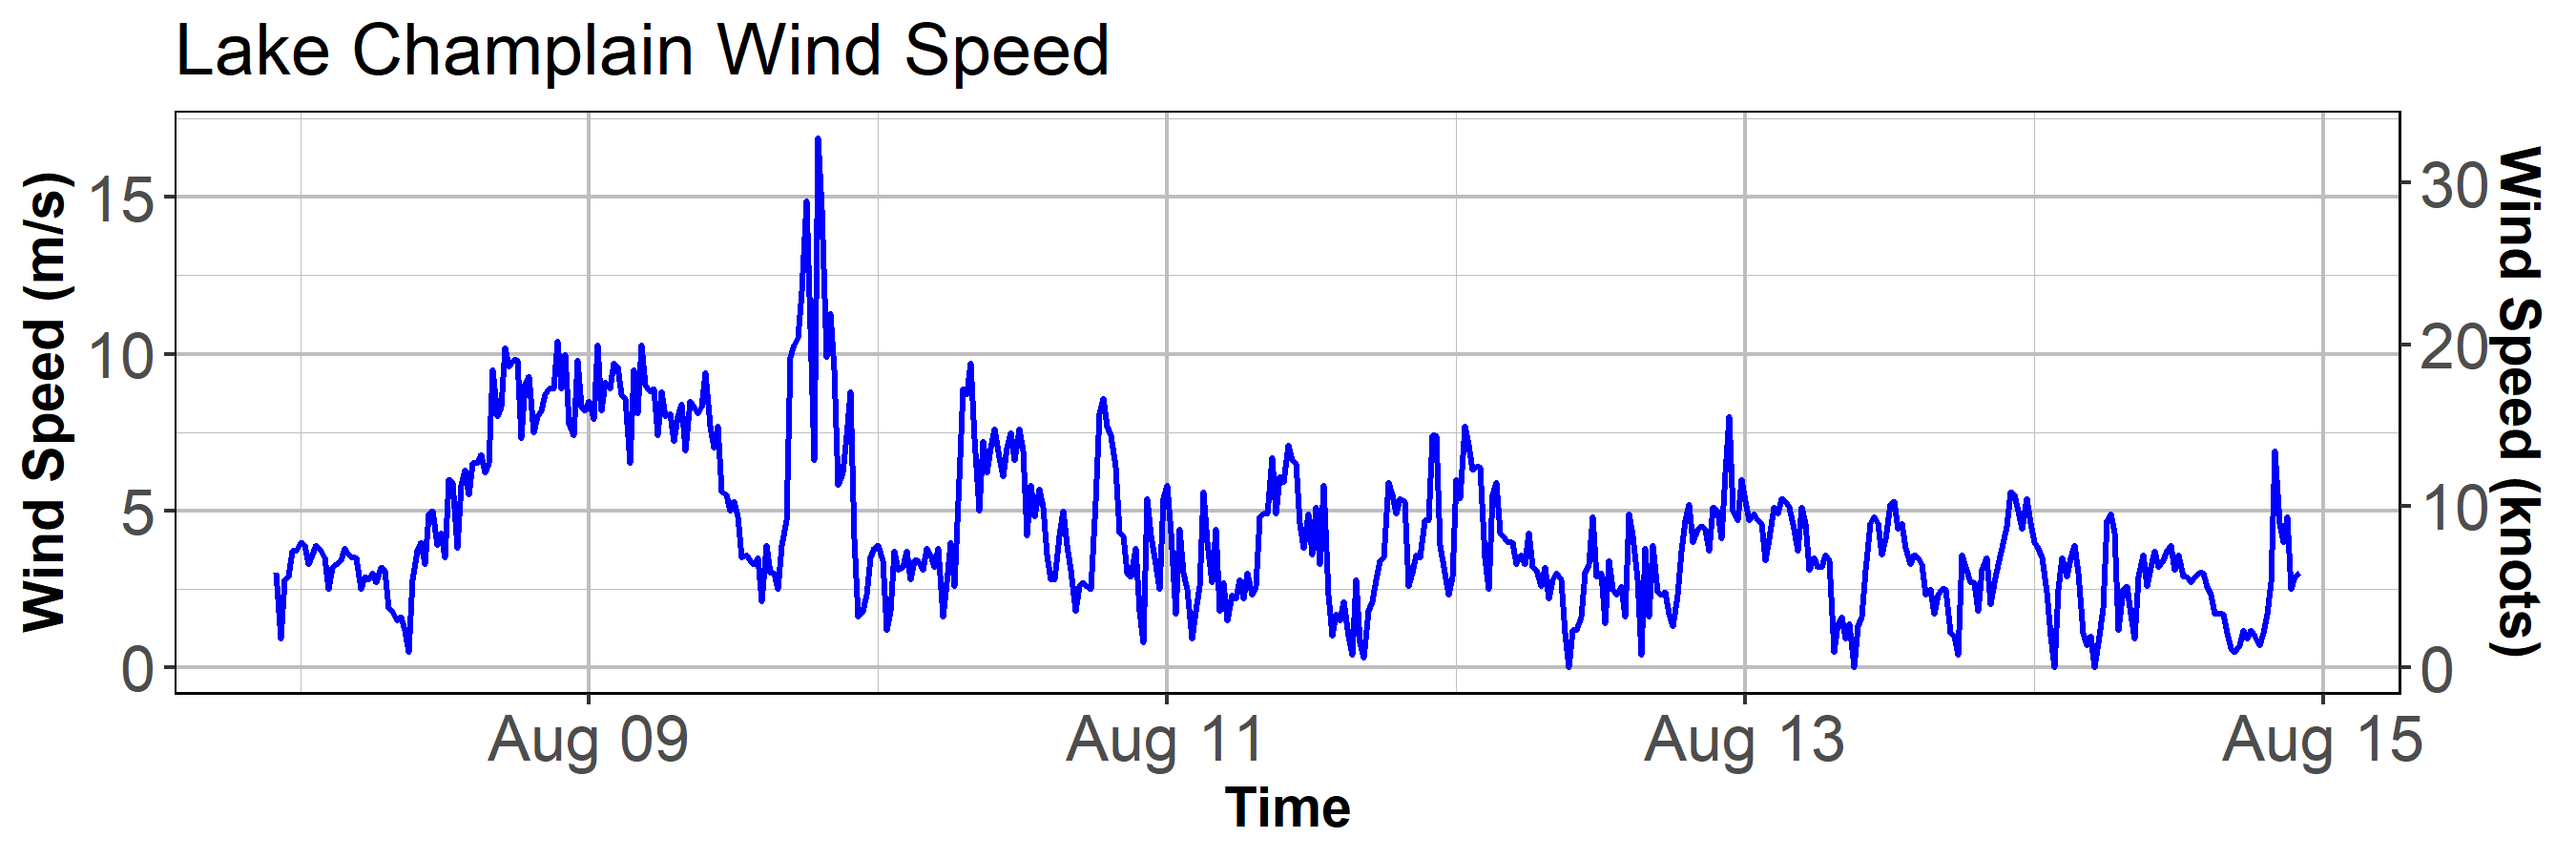 Lake Champlain Wind Speed
Wind Speed (m/s)
15
10
5
0
30
20
10
0
Wind Speed (knots)
Aug 09
Aug 11
Aug 13
Aug 15
Time